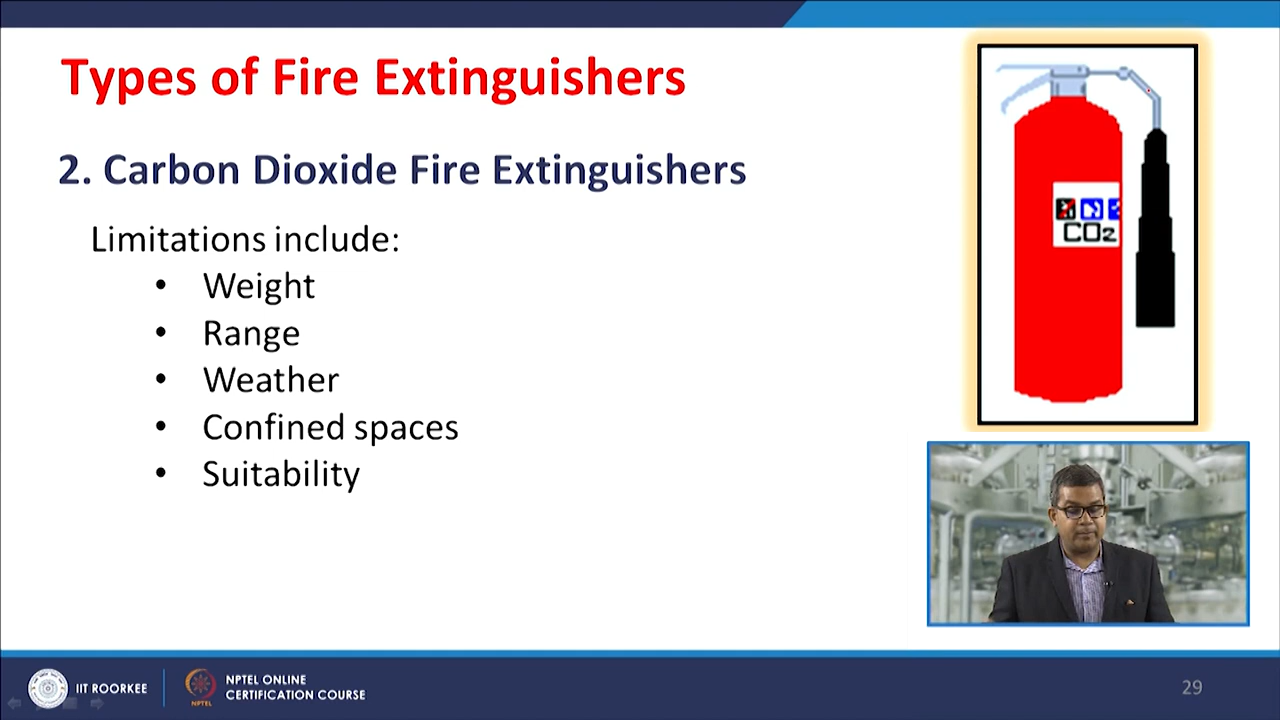 Types of Fire Extinguishers
2. Carbon Dioxide Fire Extinguishers
Limitations include:
• Weight
• Range
• Weather
• Confined spaces
• Suitability
CO2
IIT ROORKEE
NPTEL
NPTEL ONLINE
CERTIFICATION COURSE
29